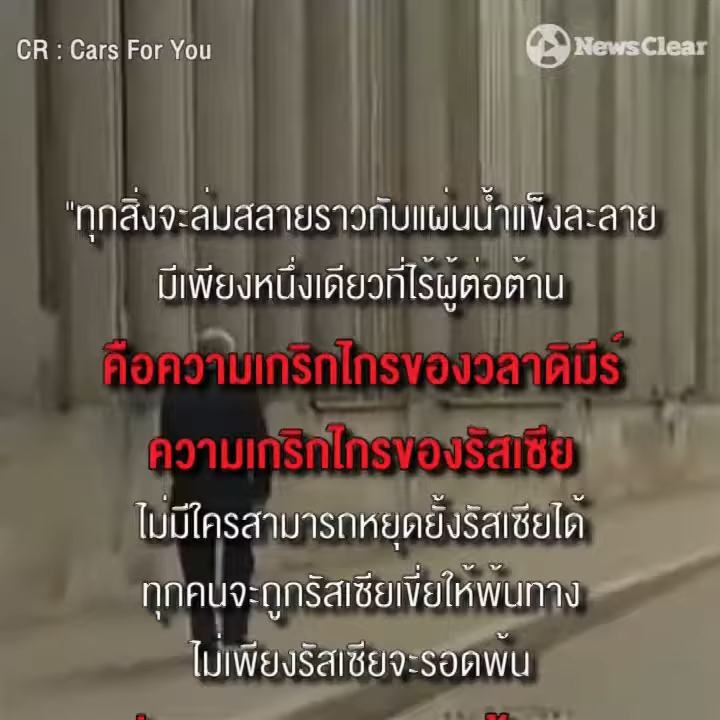 CR : Cars For You
NewsClear
"ทุกสิ่งจะล่มสลายราวกับแผ่นน้ำแข็งละลาย
มีเพียงหนึ่งเดียวที่ไร้ผู้ต่อต้าน
คือความเกริกไกรของวลาดิมีร์
ความเกริกไกรของรัสเซีย
ไม่มีใครสามารถหยุดยั้งรัสเซียได้
ทุกคนจะถูกรัสเซียเขี่ยให้พ้นทาง
ไม่เพียงรัสเซียจะรอดพ้น